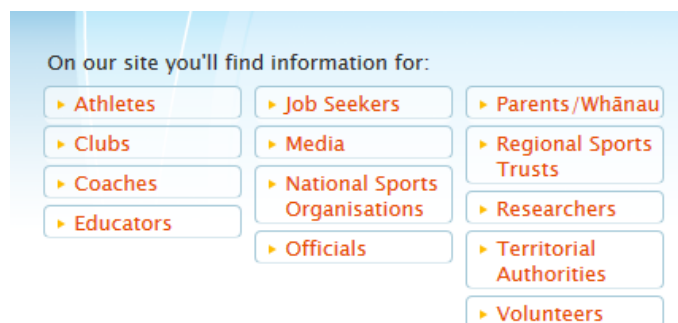 On our site you'll find information for:
Athletes
Clubs
Coaches
Educators
Job Seekers
Media
National Sports
Organisations
Officials
Parents/Whānau
Regional Sports
Trusts
Researchers
Territorial
Authorities
Volunteers